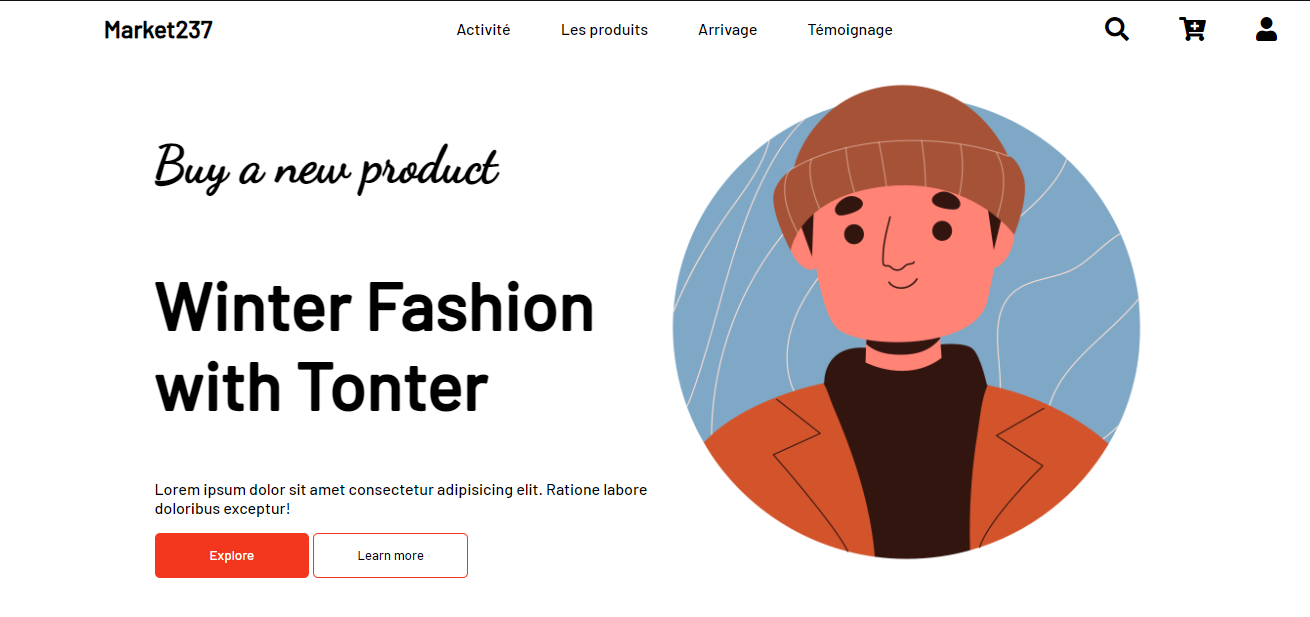 Market237
Activité
Les produits
Arrivage
Témoignage
Buy a new product
Winter Fashion
with Tonter
Lorem ipsum dolor sit amet consectetur adipisicing elit. Ratione labore
doloribus exceptur!
Explore
Learn more